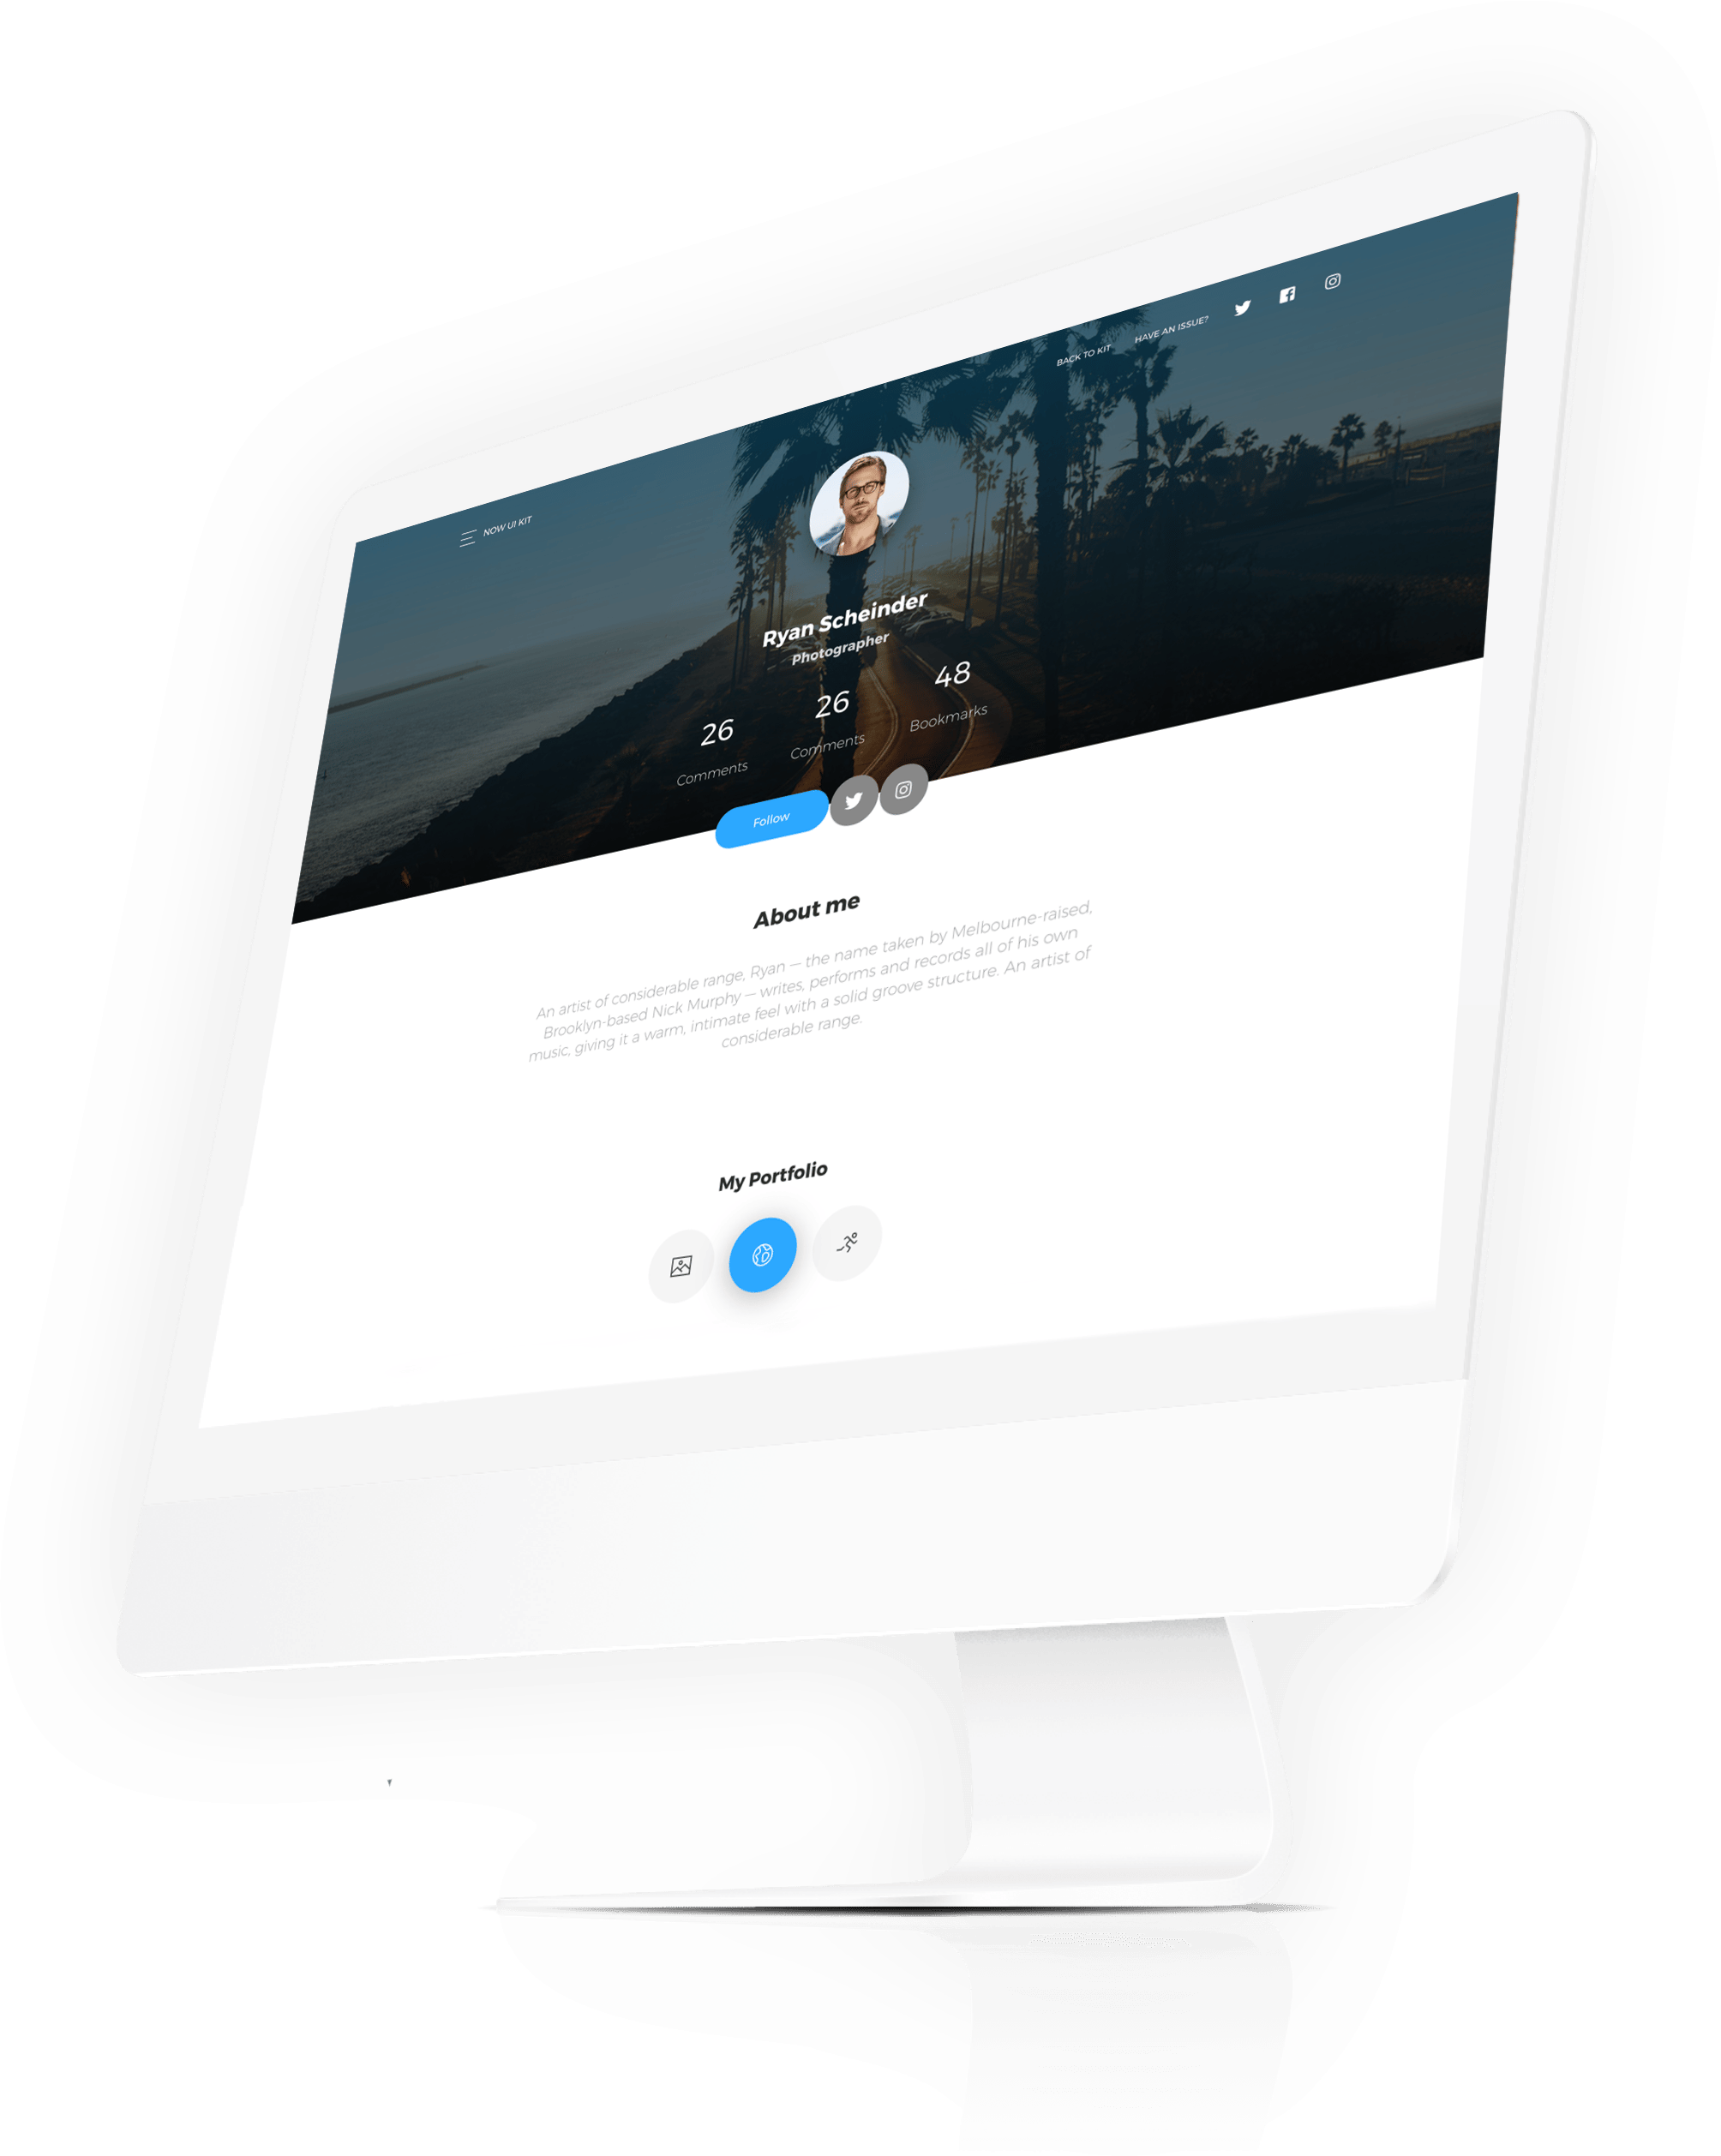 NOW UI KIT
BACK TO KIT
HAVE AN ISSUE?
Ryan Scheinder
Photographer
26
Comments
26
Comments
48
Bookmarks
Follow
About me
An artist of considerable range, Ryan — the name taken by Melbourne-raised,
Brooklyn-based Nick Murphy — writes, performs and records all of his own
music, giving it a warm, intimate feel with a solid groove structure. An artist of
considerable range.
My Portfolio